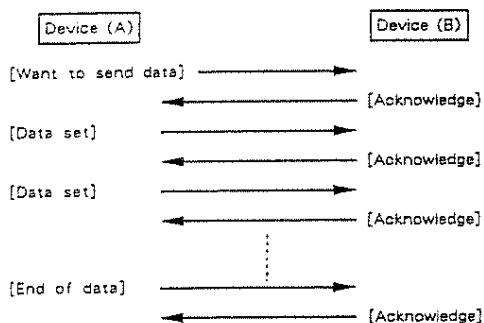 Device (A) Device (B)
[Want to send data]
[Acknowledge]
[Data set]
[Acknowledge]
[Data set]
[Acknowledge]
[End of data]
[Acknowledge]